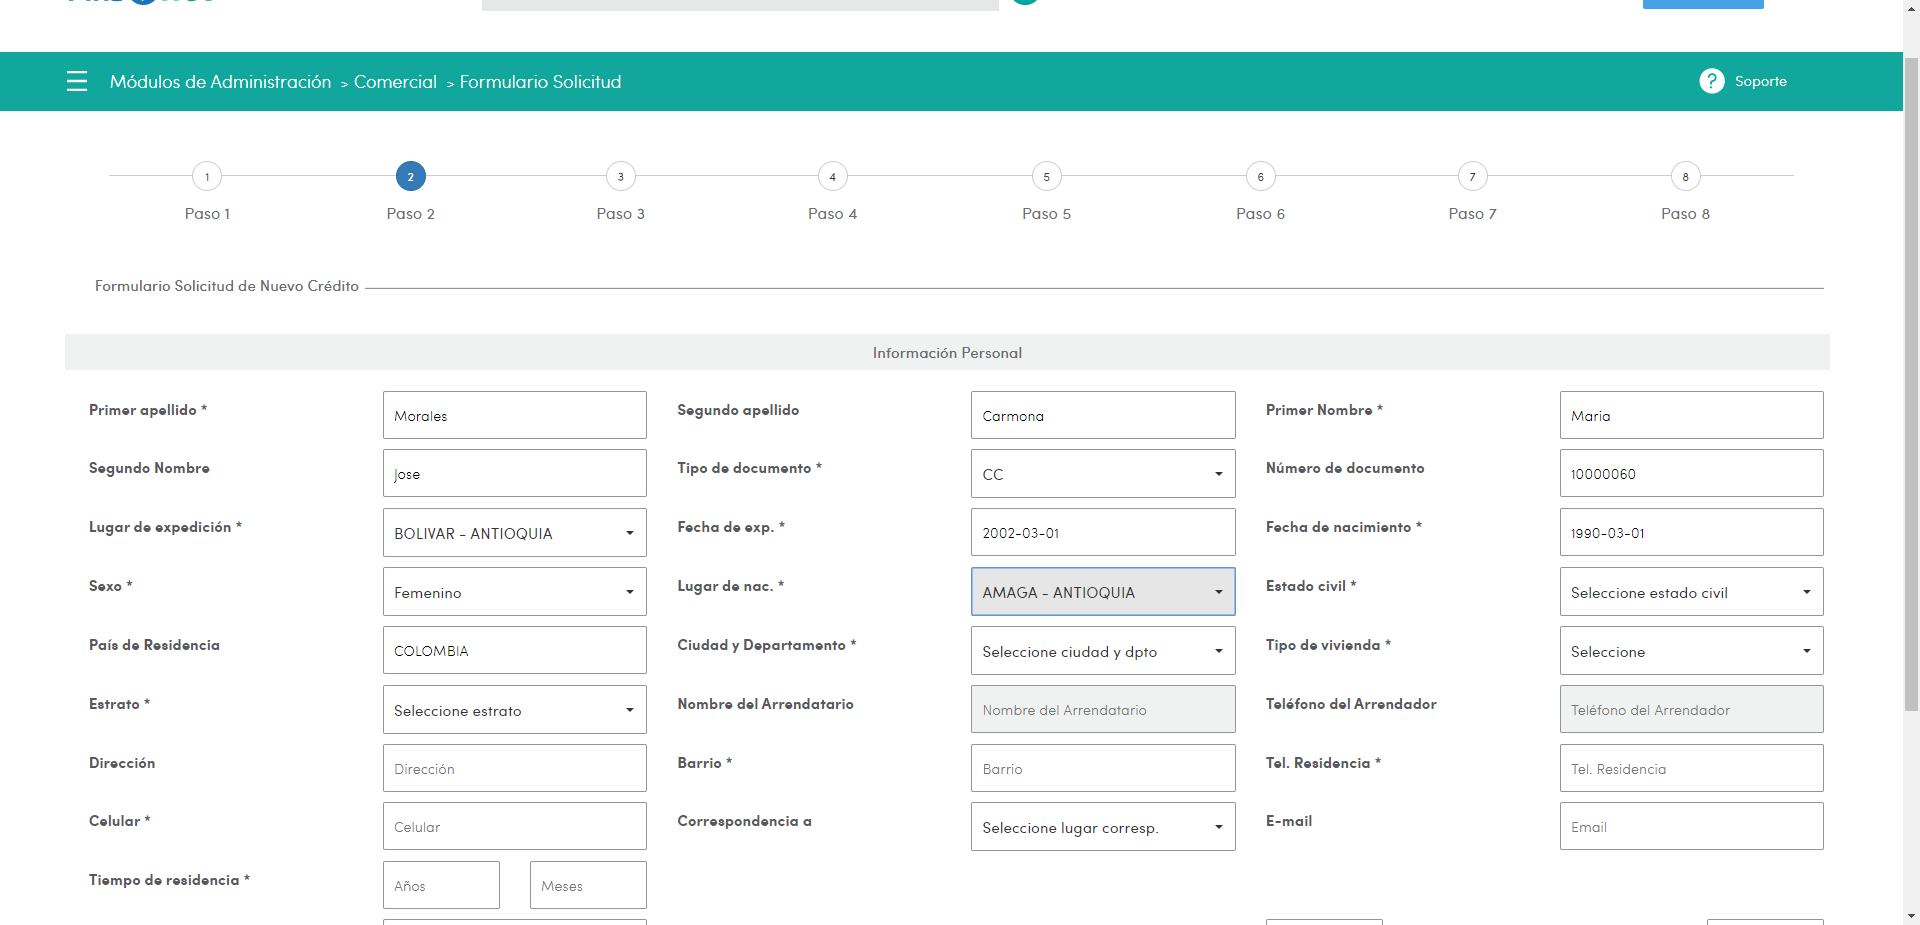 Módulos de Administración > Comercial > Formulario Solicitud
? Soporte
1 2 3 4 5 6 7 8
Paso 1 Paso 2 Paso 3 Paso 4 Paso 5 Paso 6 Paso 7 Paso 8
Formulario Solicitud de Nuevo Crédito
Información Personal
Primer apellido * Morales Segundo apellido Carmona Primer Nombre * Maria
Segundo Nombre Jose Tipo de documento * CC Número de documento 10000060
Lugar de expedición * BOLIVAR - ANTIOQUIA Fecha de exp. * 2002-03-01 Fecha de nacimiento * 1990-03-01
Sexo * Femenino Lugar de nac. * AMAGA - ANTIOQUIA Estado civil * Seleccione estado civil
País de Residencia COLOMBIA Ciudad y Departamento * Seleccione ciudad y dpto Tipo de vivienda * Seleccione
Estrato * Seleccione estrato Nombre del Arrendatario Nombre del Arrendatario Teléfono del Arrendador Teléfono del Arrendador
Dirección Dirección Barrio * Barrio Tel. Residencia * Tel. Residencia
Celular * Celular Correspondencia a Seleccione lugar corresp. E-mail Email
Tiempo de residencia * Años Meses